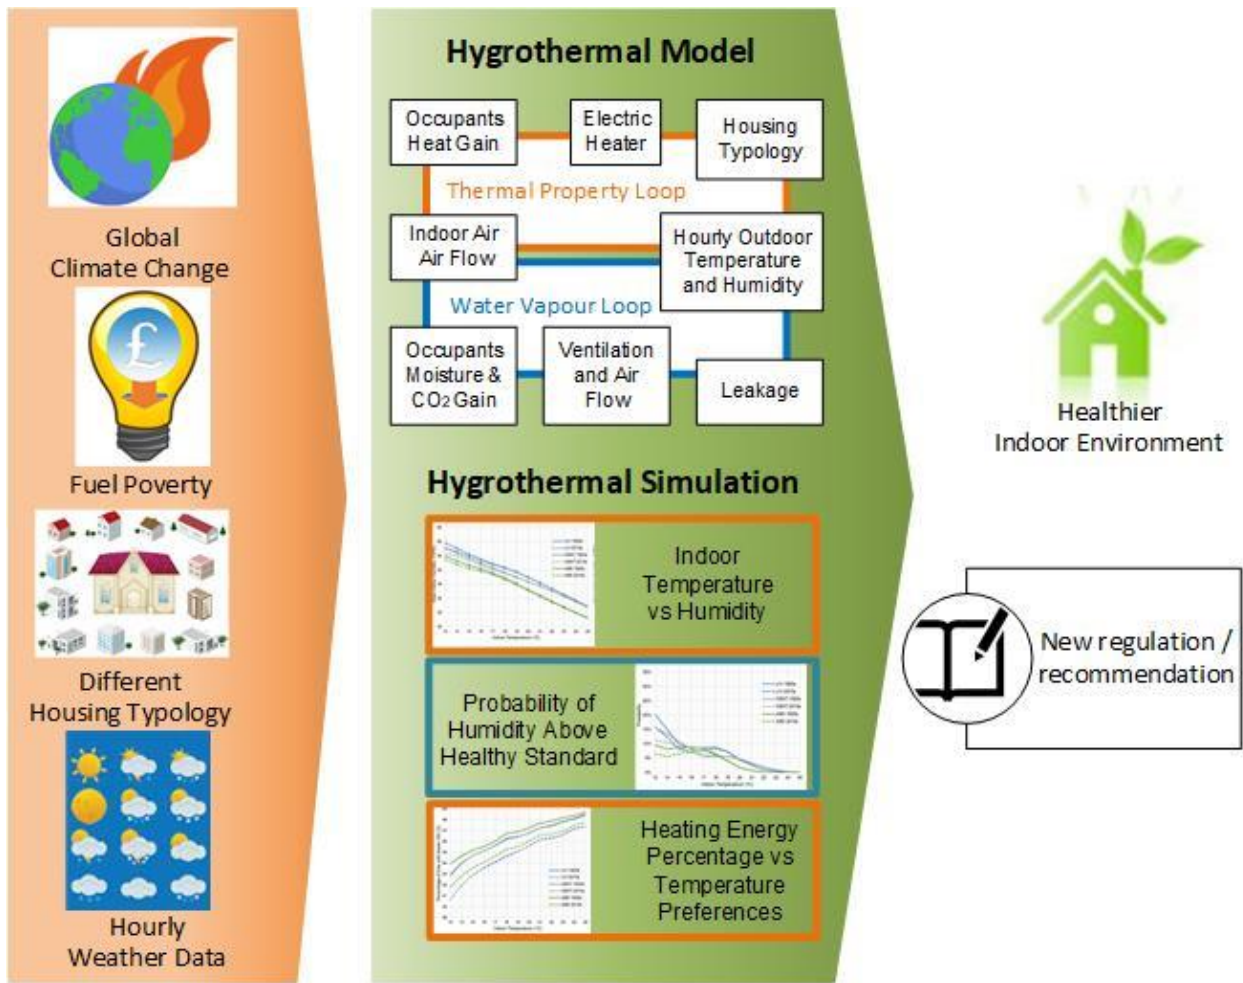 Global
Climate Change
£
Fuel Poverty
Different
Housing Typology
Hourly
Weather Data
Hygrothermal Model
Occupants
Heat Gain
Electric
Heater
Housing
Typology
Thermal Property Loop
Indoor Air
Air Flow
Hourly Outdoor
Temperature
and Humidity
Water Vapour Loop
Occupants
Moisture &
CO₂ Gain
Ventilation
and Air
Flow
Leakage
Hygrothermal Simulation
Indoor
Temperature
vs Humidity
Probability of
Humidity Above
Healthy Standard
Heating Energy
Percentage vs
Temperature
Preferences
Healthier
Indoor Environment
New regulation /
recommendation